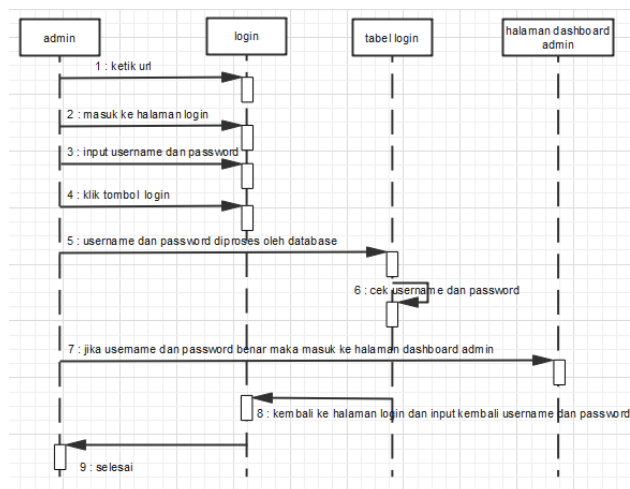 admin
login
tabel login
halaman dashboard
admin
1 : ketik url
2 : masuk ke halaman login
3 : input username dan password
4 : klik tombol login
5 : username dan password diproses oleh database
6 : cek username dan password
7 : jika username dan password benar maka masuk ke halaman dashboard admin
8 : kembali ke halaman login dan input kembali username dan password
9 : selesai